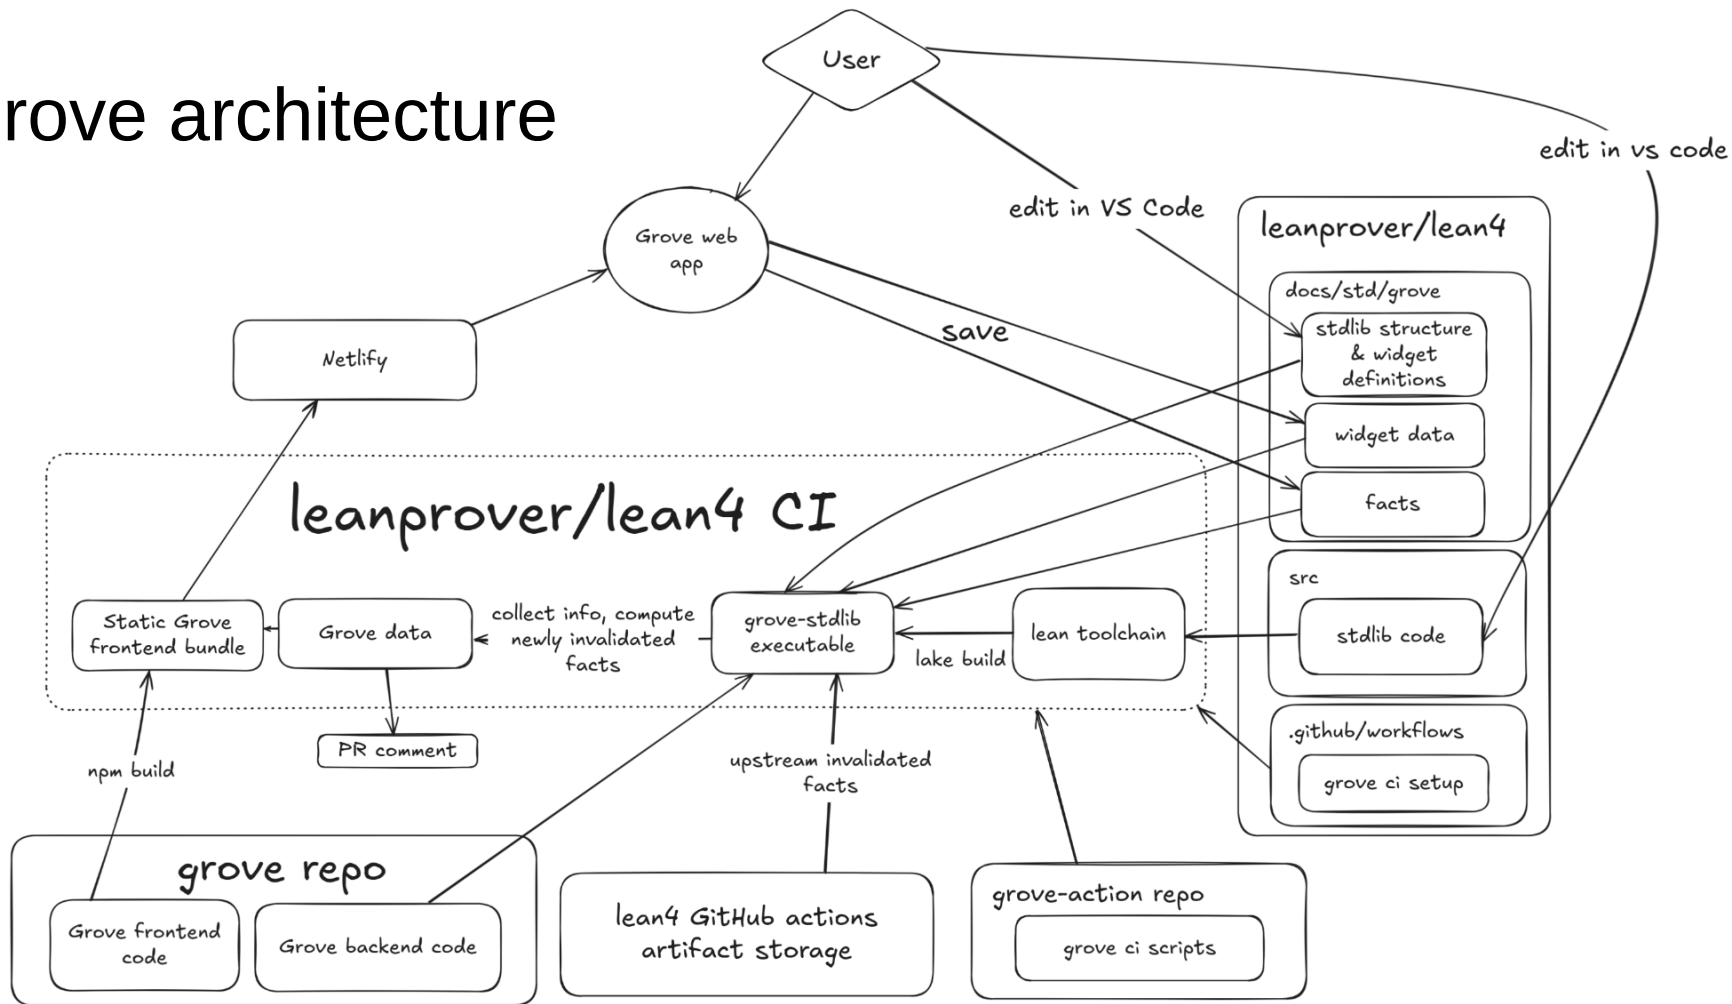 User
rove architecture
edit in vs code
edit in VS Code
leanprover/lean4
Grove web
app
docs/std/grove
save
stdlib structure
& widget
definitions
Netlify
widget data
leanprover/lean4 CI
facts
src
Static Grove
frontend bundle
Grove data
collect info, compute
newly invalidated
facts
grove-stdlib
executable
lake build
lean toolchain
stdlib code
PR comment
.github/workflows
npm build
upstream invalidated
facts
grove ci setup
grove repo
Grove frontend
code
Grove backend code
lean4 GitHub actions
artifact storage
grove-action repo
grove ci scripts